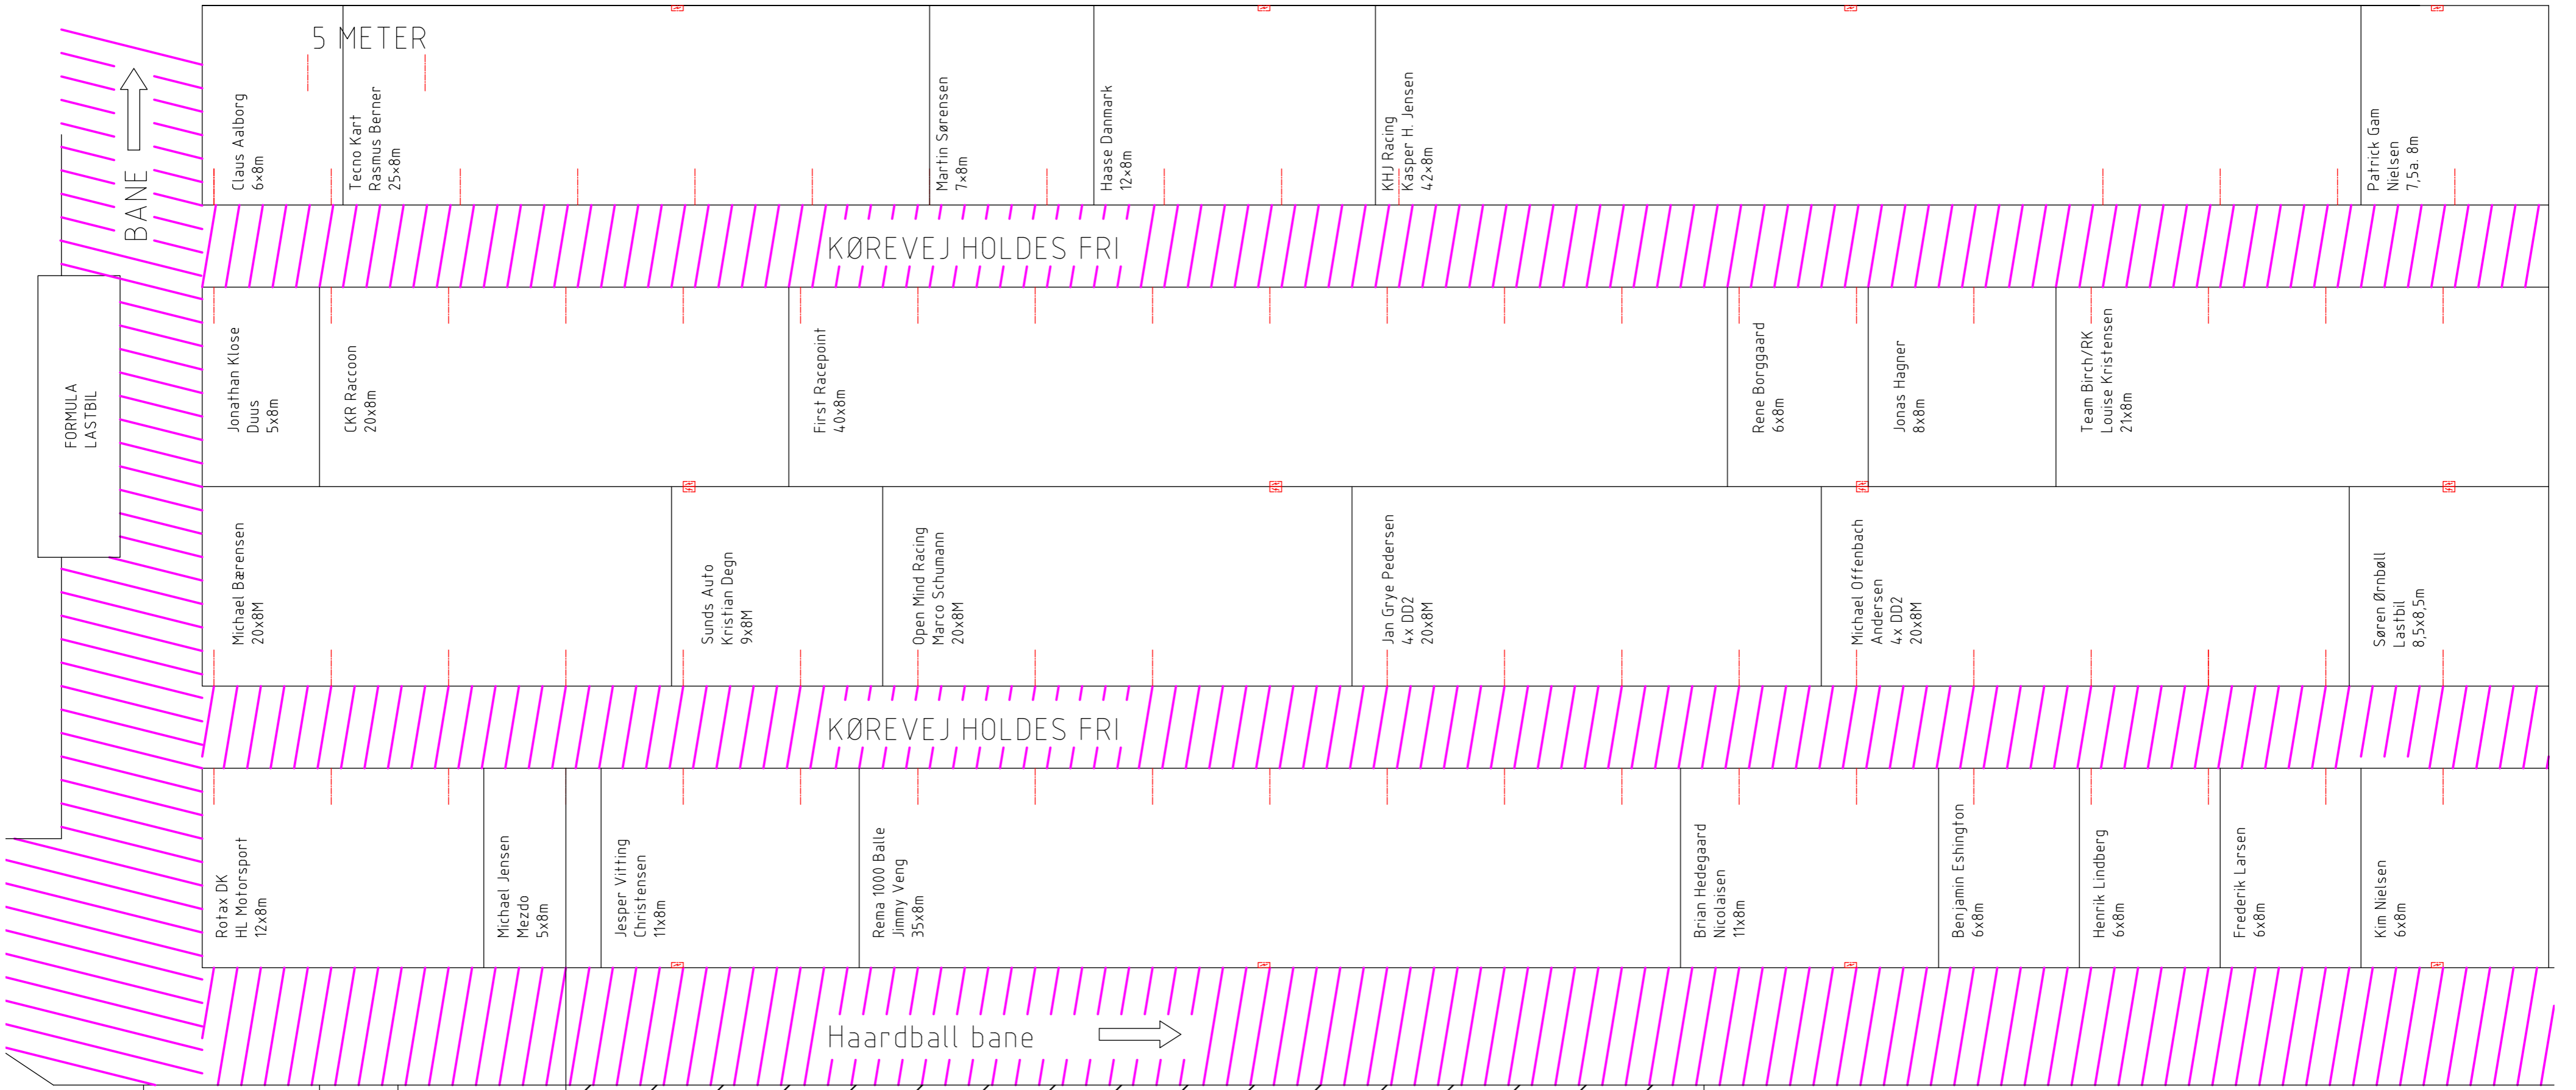 5 METER
BANE
Claus Aalborg
6x8m
Tecno Kart
Rasmus Berner
25x8m
Martin Sørensen
7x8m
Haase Danmark
12x8m
KHJ Racing
Kasper H. Jensen
42x8m
Patrick Gam
Nielsen
7,5a. 8m
KØREVEJ HOLDES FRI
FORMULA
LASTBIL
Jonathan Klose
Duus
5x8m
CKR Raccoon
20x8m
First Racepoint
40x8m
Rene Borggaard
6x8m
Jonas Hagner
8x8m
Team Birch/RK
Louise Kristensen
21x8m
Michael Bærensen
20x8M
Sunds Auto
Kristian Degn
9x8M
Open Mind Racing
Marco Schumann
20x8M
Jan Grye Pedersen
4x DD2
20x8M
Michael Offenbach
Andersen
4x DD2
20x8M
Søren Ørnbøll
Lastbil
8,5x8,5m
KØREVEJ HOLDES FRI
Rotax DK
HL Motorsport
12x8m
Michael Jensen
Mezdo
5x8m
Jesper Vitting
Christensen
11x8m
Rema 1000 Balle
Jimmy Veng
35x8m
Brian Hedegaard
Nicolaisen
11x8m
Benjamin Eshington
6x8m
Henrik Lindberg
6x8m
Frederik Larsen
6x8m
Kim Nielsen
6x8m
Haardball bane